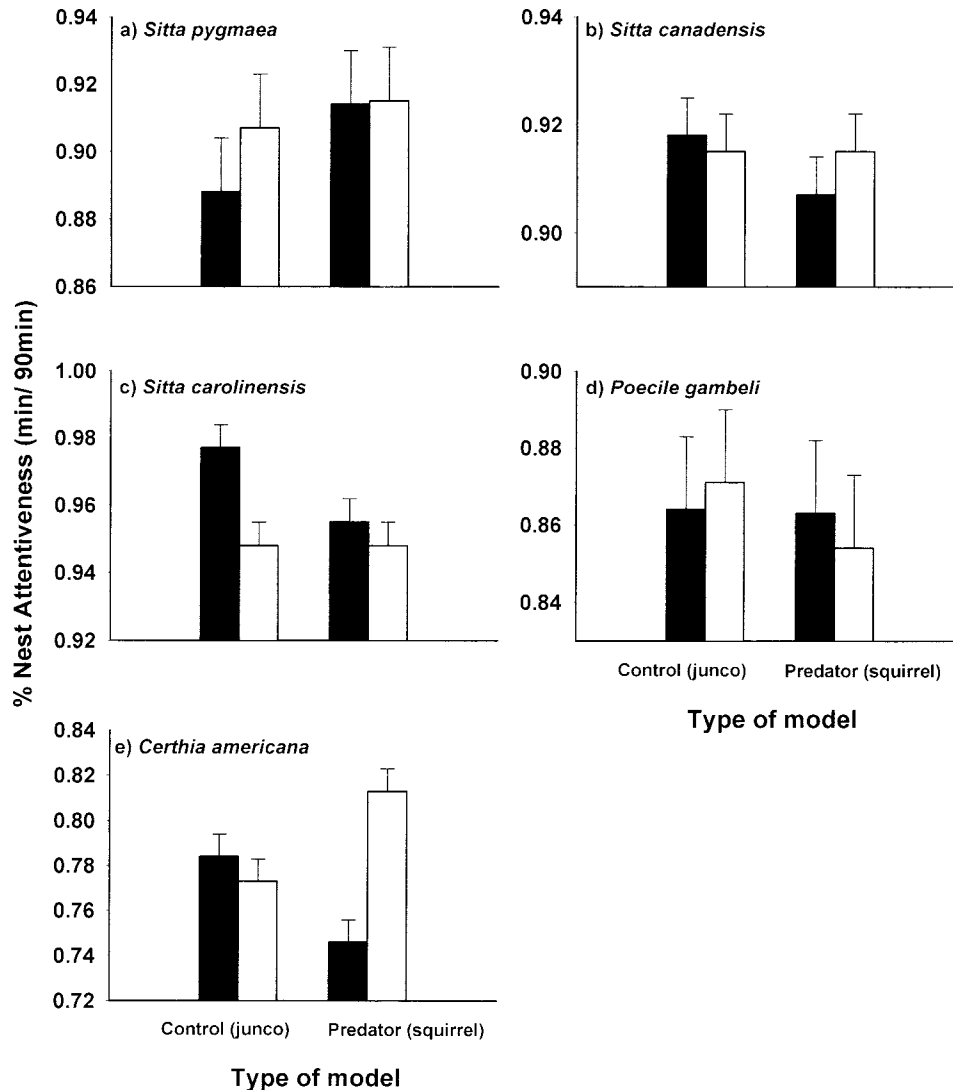 % Nest Attentiveness (min/ 90min)
a) Sitta pygmaea
0.94
0.92
0.90
0.88
0.86
b) Sitta canadensis
0.94
0.92
0.90
c) Sitta carolinensis
1.00
0.98
0.96
0.94
0.92
d) Poecile gambeli
0.90
0.88
0.86
0.84
Control (junco) Predator (squirrel)
Type of model
e) Certhia americana
0.84
0.82
0.80
0.78
0.76
0.74
0.72
Control (junco) Predator (squirrel)
Type of model